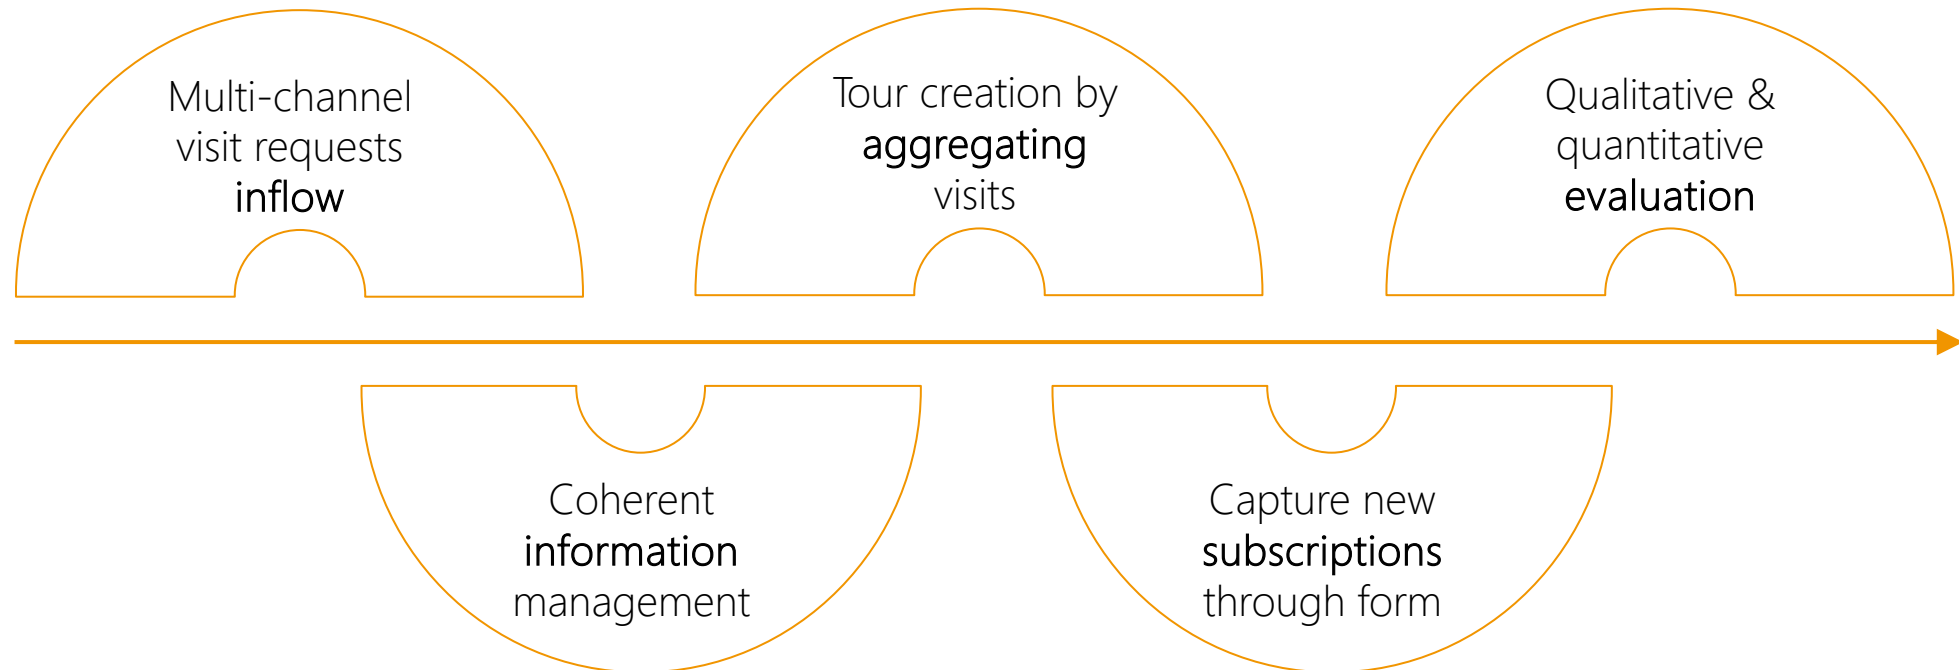 Multi-channel
visit requests
inflow
Coherent
information
management
Tour creation by
aggregating
visits
Capture new
subscriptions
through form
Qualitative &
quantitative
evaluation